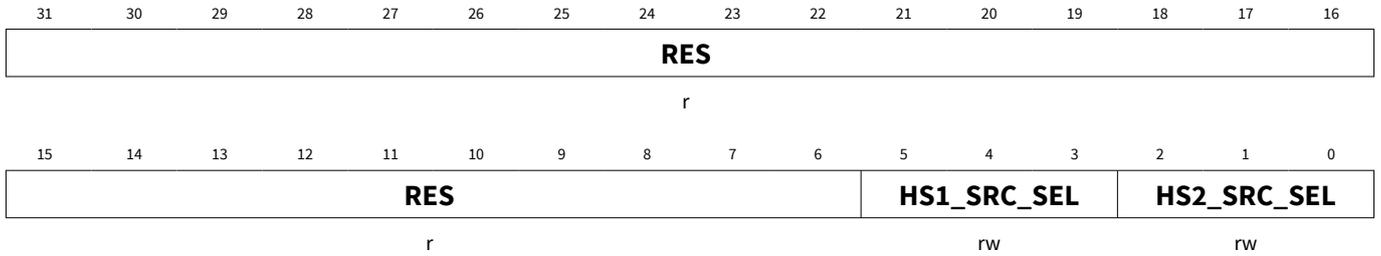 31 30 29 28 27 26 25 24 23 22 21 20 19 18 17 16
RES
r
15 14 13 12 11 10 9 8 7 6 5 4 3 2 1 0
RES HS1_SRC_SEL HS2_SRC_SEL
r rw rw